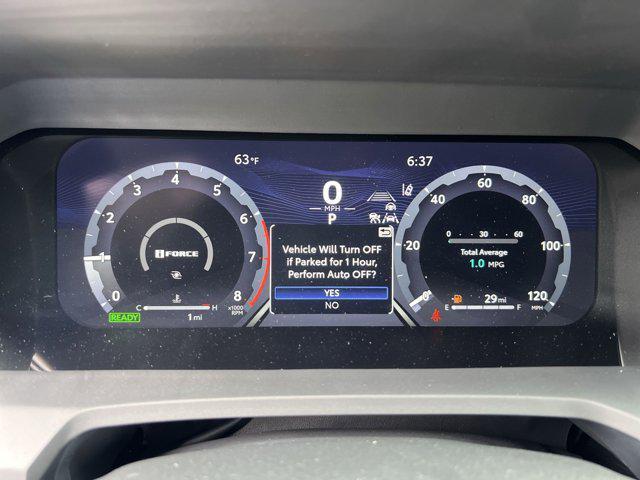 63°F
6:37
0
MPH
P
0 1 2 3 4 5 6 7 8
x1000
RPM
i FORCE
C H
READY
1 mi
Vehicle Will Turn OFF
if Parked for 1 Hour,
Perform Auto OFF?
YES
NO
0 20 40 60 80 100 120
MPH
0 30 60
Total Average
1.0 MPG
29 mi
E F